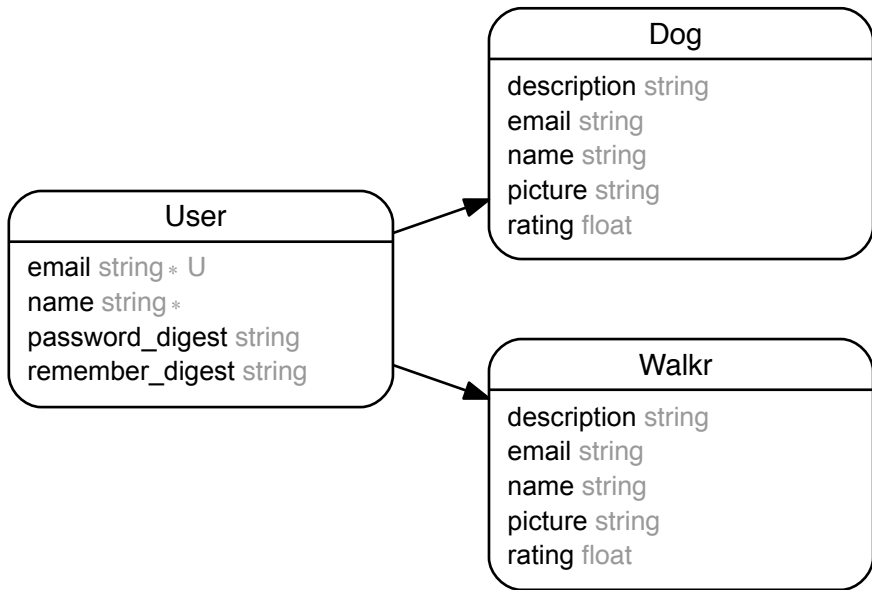 User
email string∗ U
name string∗
password_digest string
remember_digest string
Dog
description string
email string
name string
picture string
rating float
Walkr
description string
email string
name string
picture string
rating float